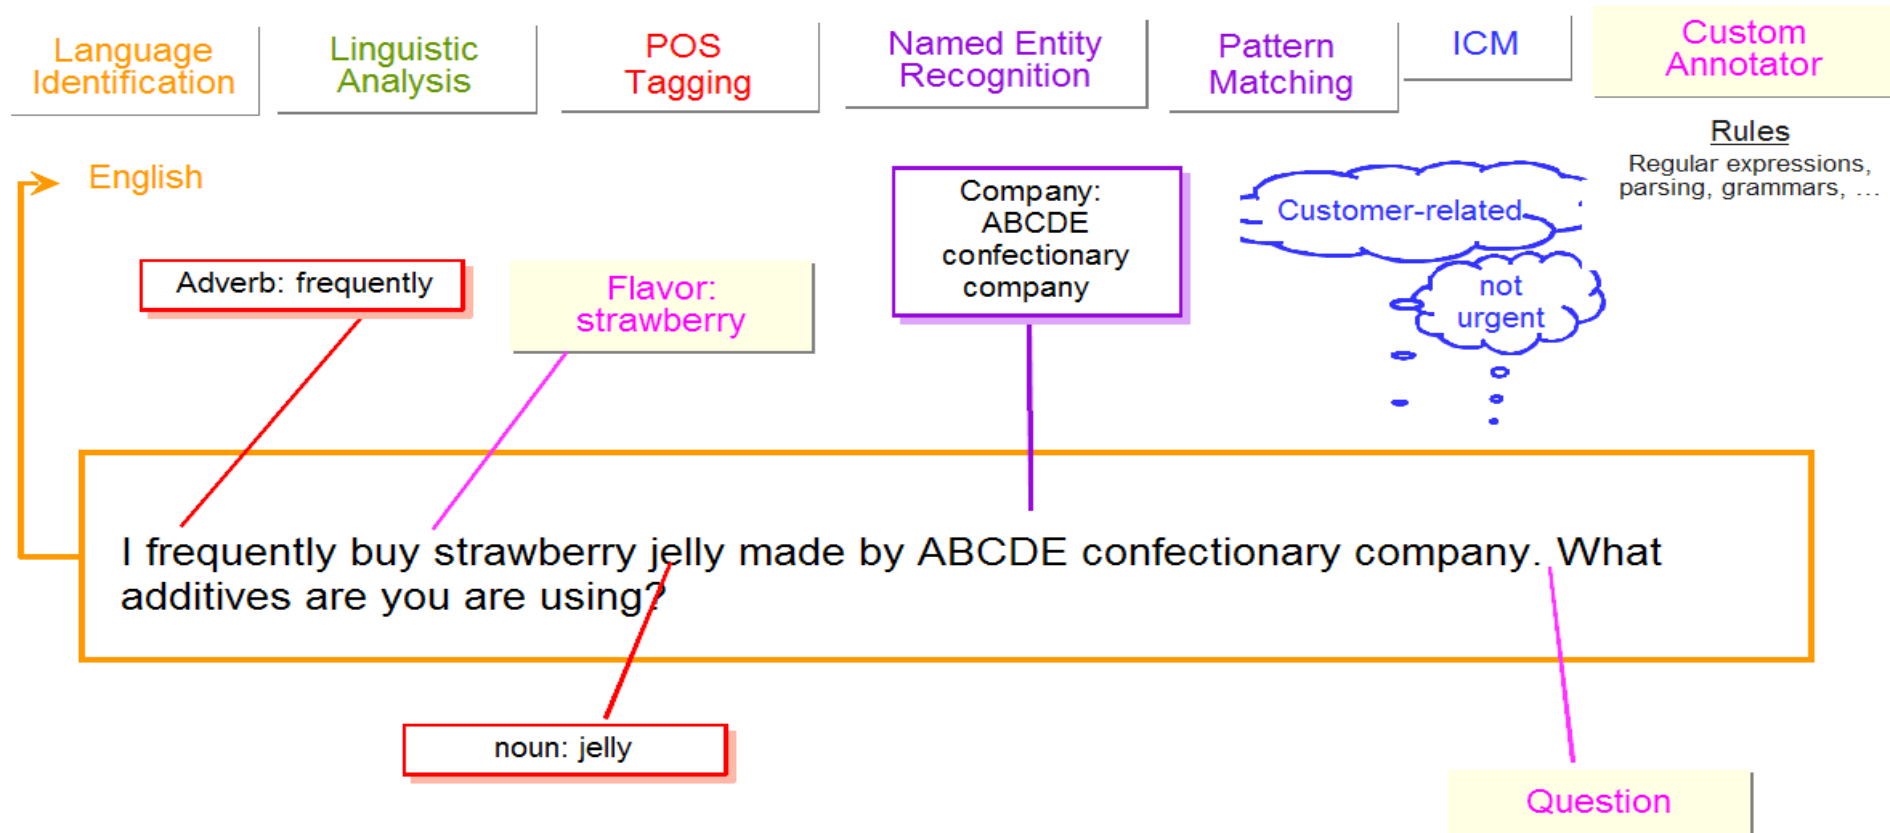 Language
Identification
Linguistic
Analysis
POS
Tagging
Named Entity
Recognition
Pattern
Matching
ICM
Custom
Annotator
Rules
Regular expressions,
parsing, grammars, …
English
Company:
ABCDE
confectionary
company
Customer-related
not
urgent
Adverb: frequently
Flavor:
strawberry
I frequently buy strawberry jelly made by ABCDE confectionary company. What
additives are you are using?
noun: jelly
Question